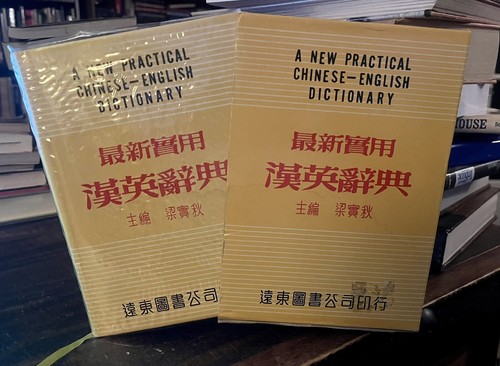 A NEW PRACTICAL
CHINESE—ENGLISH
DICTIONARY
最新實用
漢英辭典
主編 梁實秋
遠東圖書公司
A NEW PRACTICAL
CHINESE—ENGLISH
DICTIONARY
最新實用
漢英辭典
主編 梁實秋
遠東圖書公司印行
HOUSE